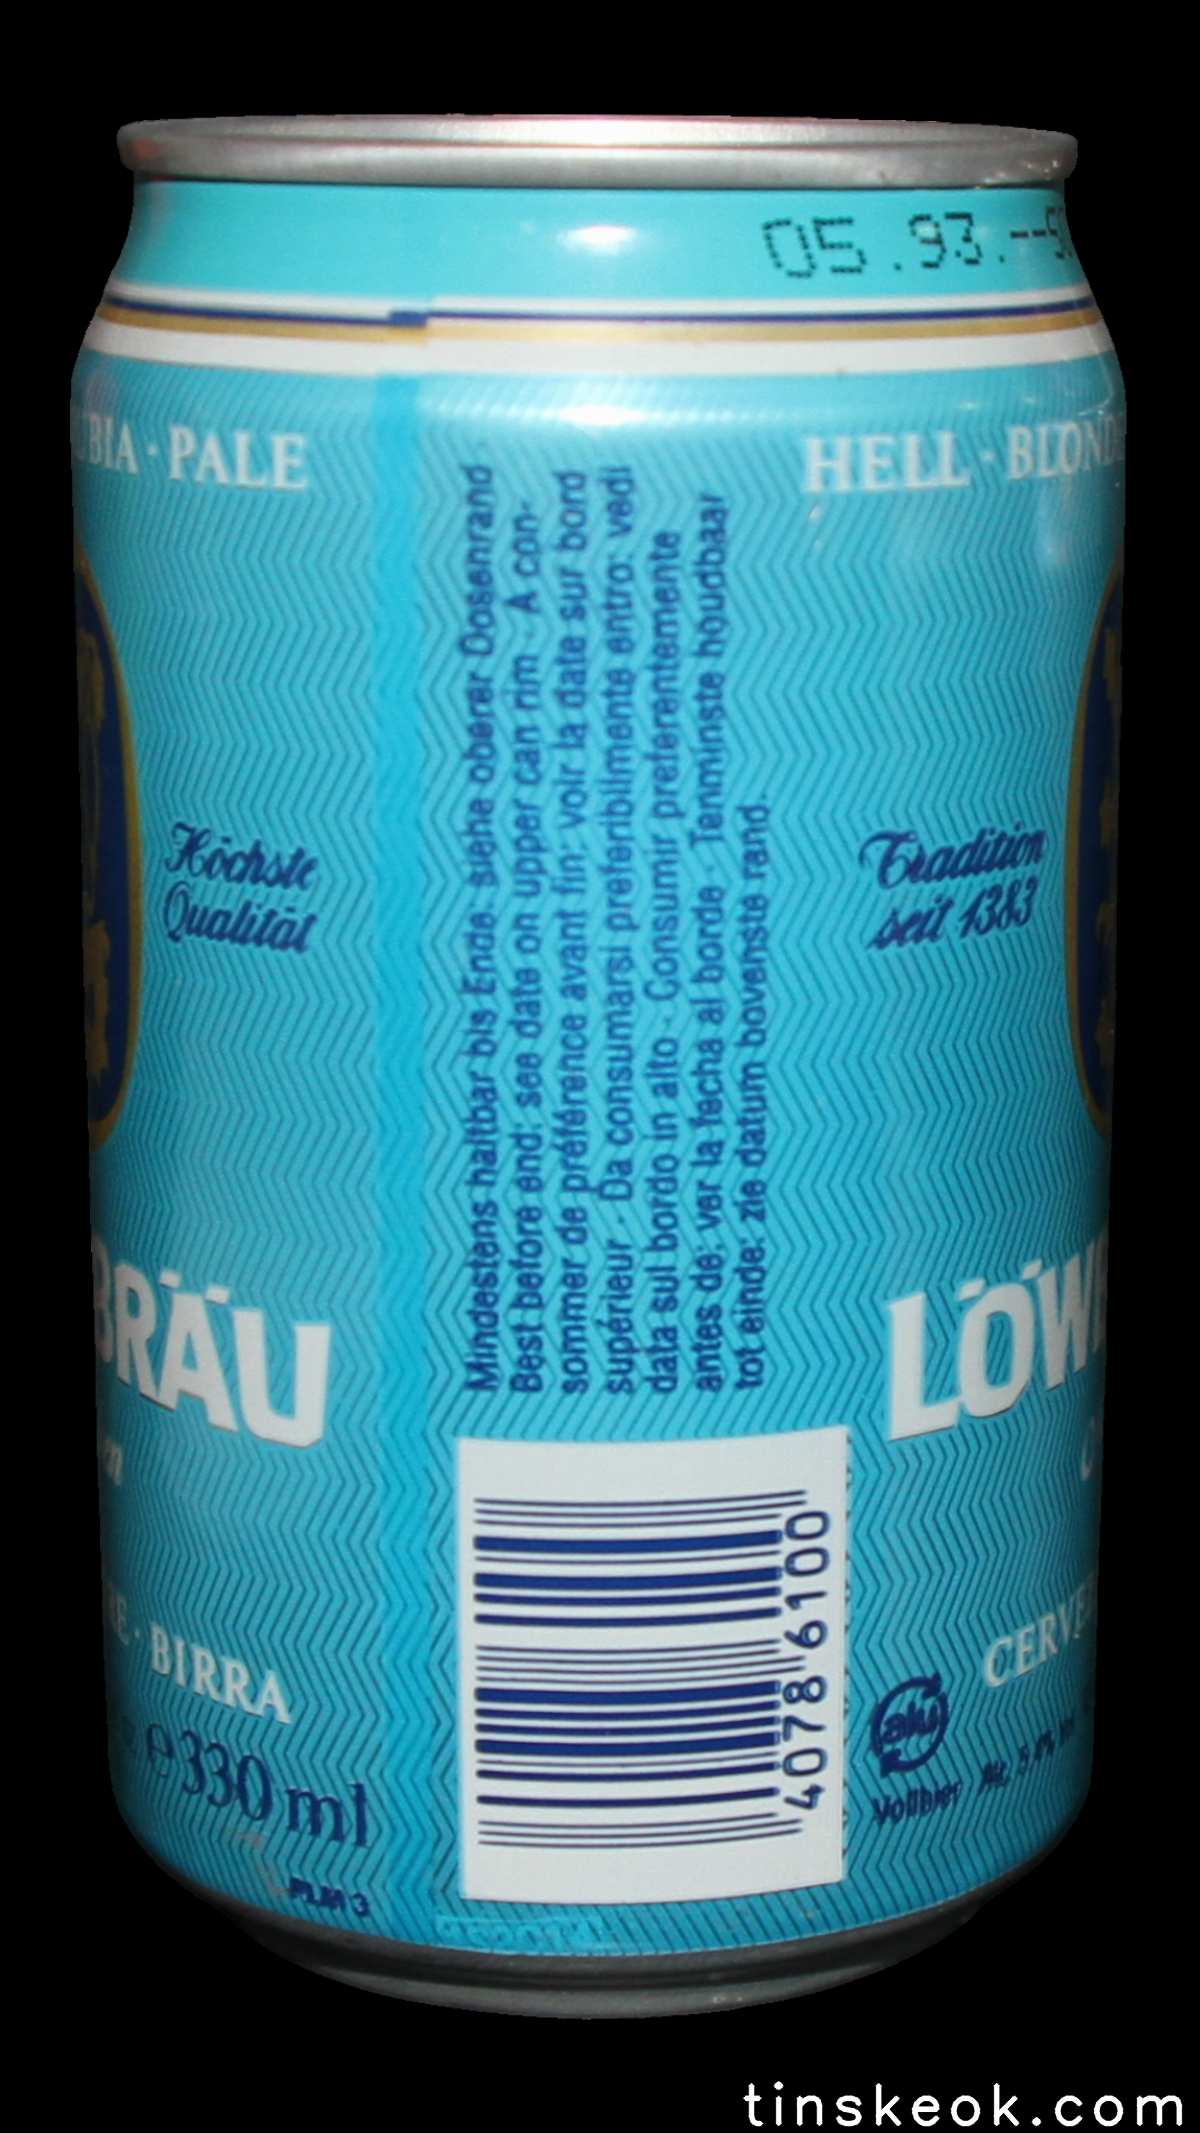 05.93.--
BIA · PALE
HELL · BLONDE
Mindestens haltbar bis Ende: siehe oberer Dosenrand
Best before end: see date on upper can rim · A con-
sommer de préférence avant fin: voir la date sur bord
supérieur · Da consumarsi preferibilmente entro: vedi
data sul bordo in alto · Consumir preferentemente
antes de: ver la fecha al borde · Tenminste houdbaar
tot einde: zie datum bovenste rand.
Höchste
Qualität
Tradition
seit 1383
BRÄU
LÖW
en
BIRRA
CERVE
e 330 ml
4078 6100
alu
Vollbier Alc. 5.
tinskeok.com